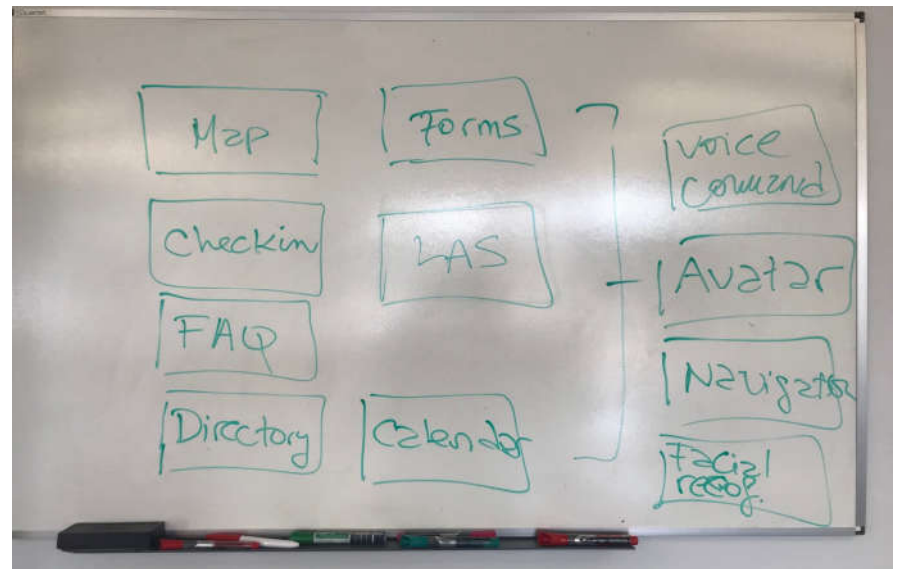 Map
Forms
Checkin
LAS
FAQ
Directory
Calendar
voice
command
Avatar
Navigator
Facial
recog.